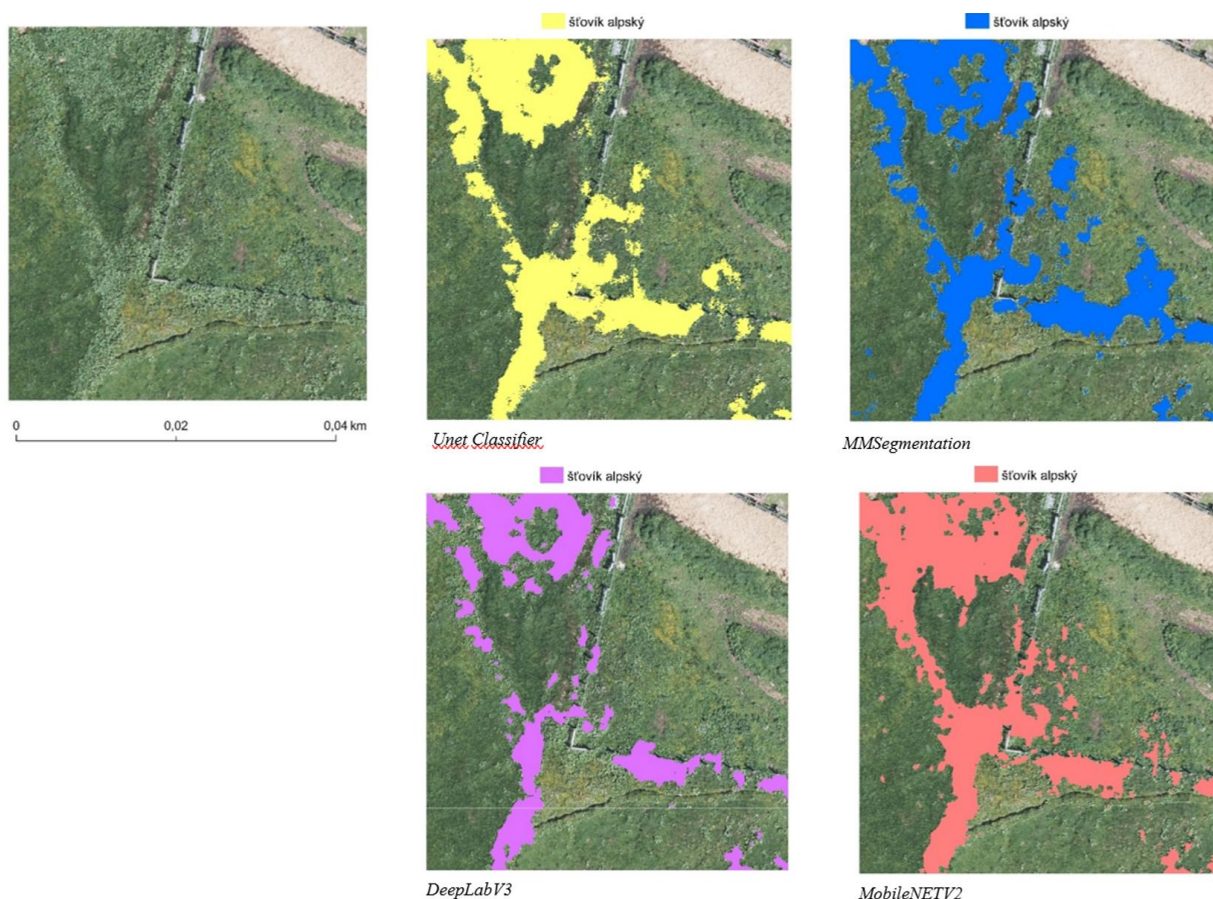 šťovík alpský
šťovík alpský
0 0,02 0,04 km
Unet Classifier
MMSegmentation
šťovík alpský
šťovík alpský
DeepLabV3
MobileNETV2